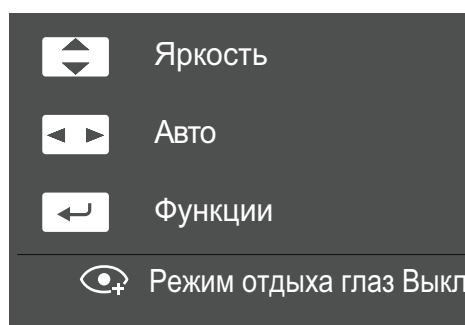 Яркость
Авто
Функции
Режим отдыха глаз Выкл